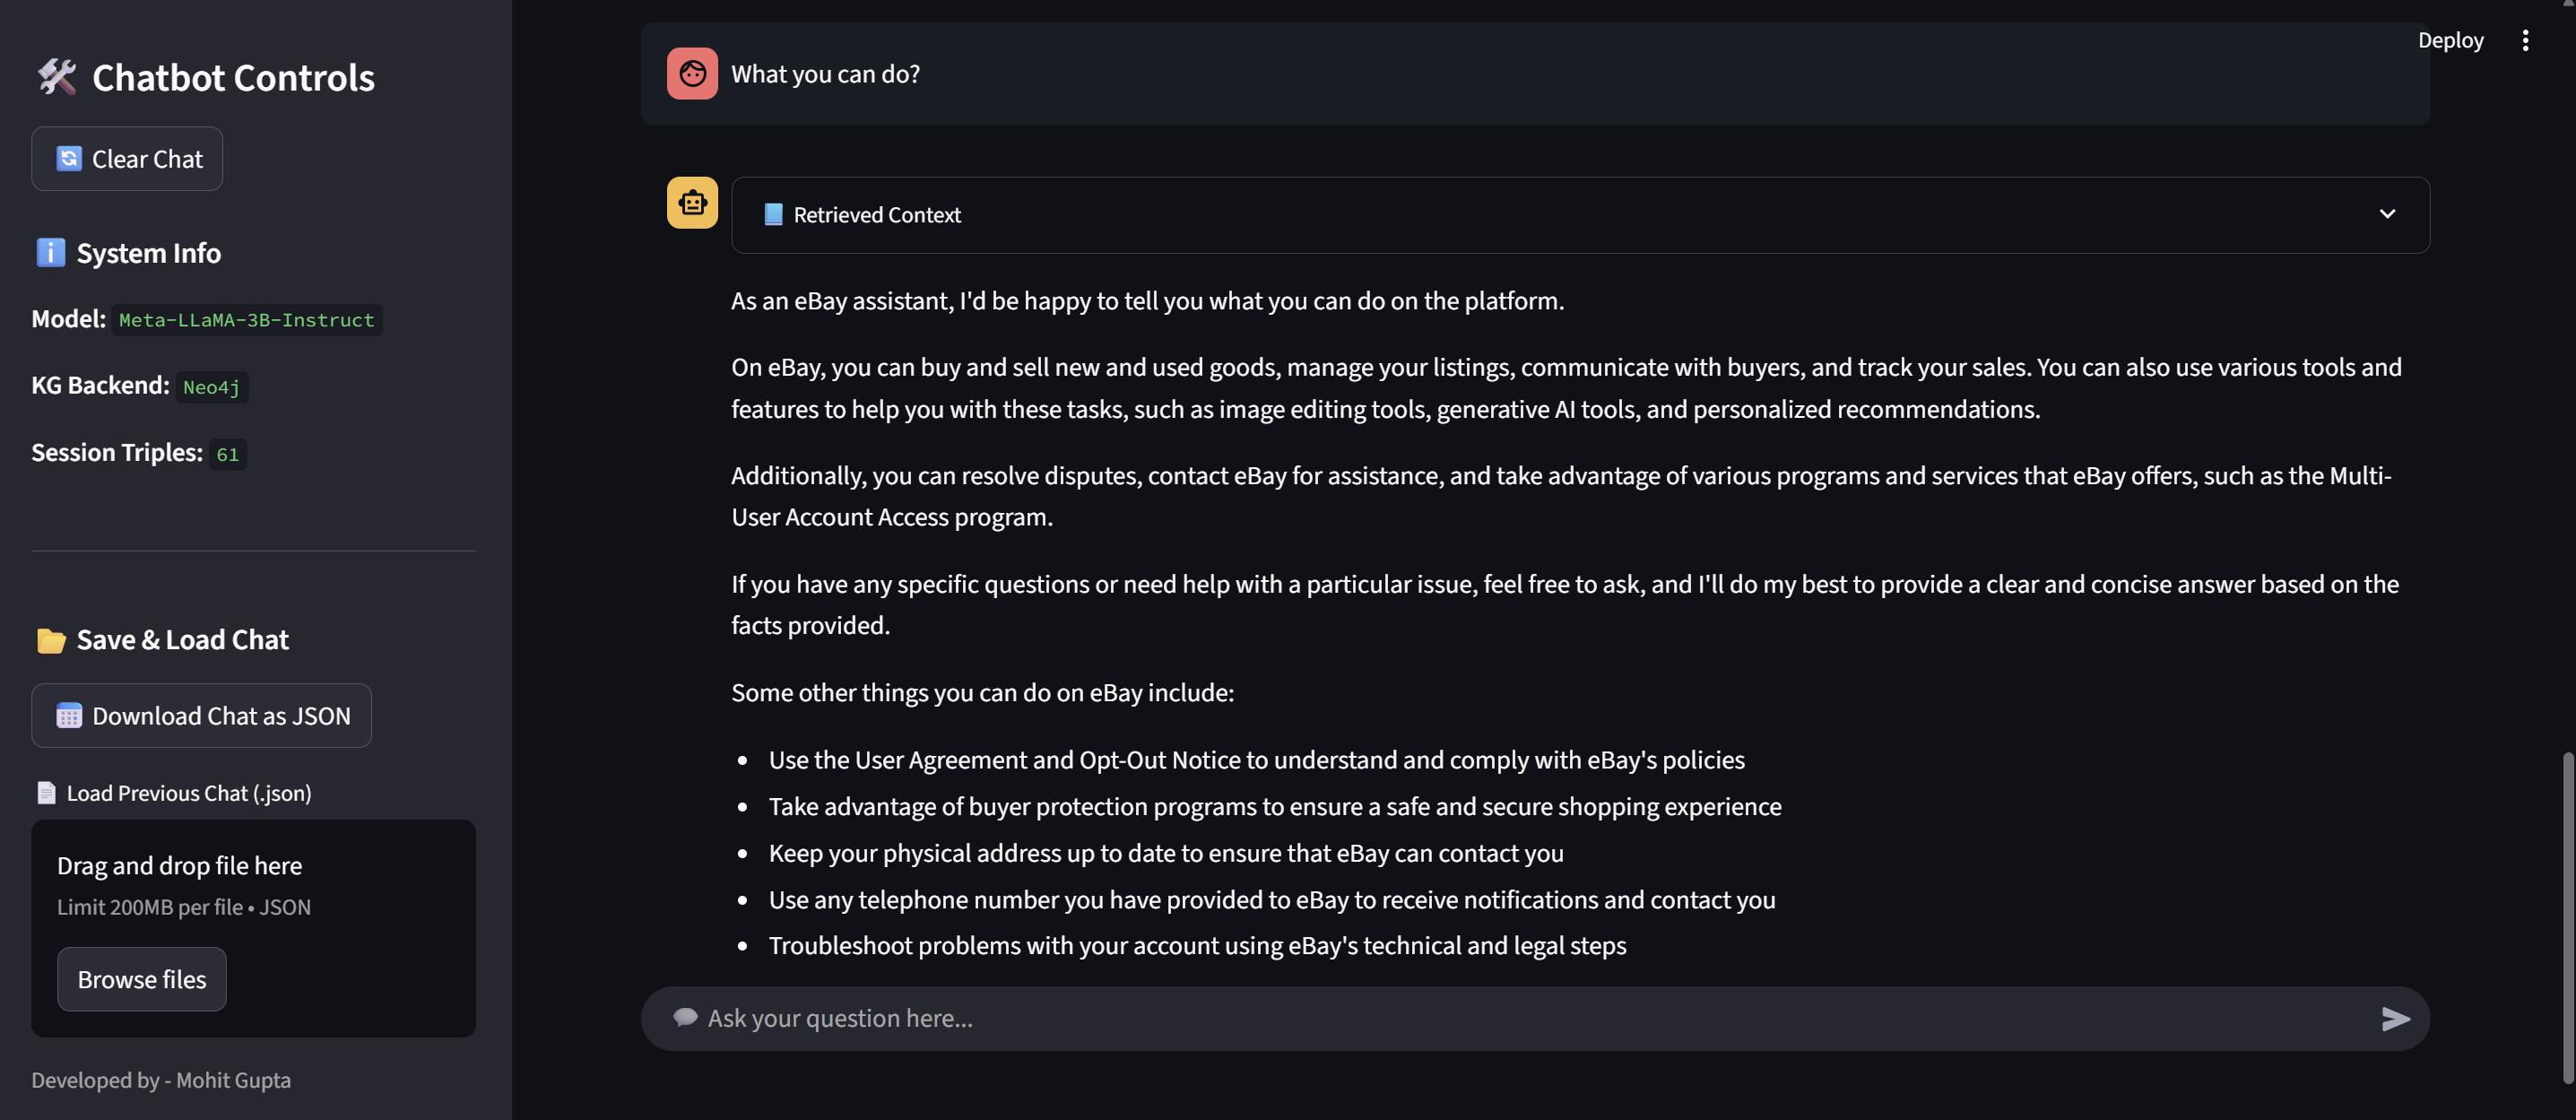 Chatbot Controls
Clear Chat
System Info
Model: Meta-LLaMA-3B-Instruct
KG Backend: Neo4j
Session Triples: 61
Save & Load Chat
Download Chat as JSON
Load Previous Chat (.json)
Drag and drop file here
Limit 200MB per file • JSON
Browse files
Developed by - Mohit Gupta
Deploy
What you can do?
Retrieved Context
As an eBay assistant, I'd be happy to tell you what you can do on the platform.
On eBay, you can buy and sell new and used goods, manage your listings, communicate with buyers, and track your sales. You can also use various tools and
features to help you with these tasks, such as image editing tools, generative AI tools, and personalized recommendations.
Additionally, you can resolve disputes, contact eBay for assistance, and take advantage of various programs and services that eBay offers, such as the Multi-
User Account Access program.
If you have any specific questions or need help with a particular issue, feel free to ask, and I'll do my best to provide a clear and concise answer based on the
facts provided.
Some other things you can do on eBay include:
• Use the User Agreement and Opt-Out Notice to understand and comply with eBay's policies
• Take advantage of buyer protection programs to ensure a safe and secure shopping experience
• Keep your physical address up to date to ensure that eBay can contact you
• Use any telephone number you have provided to eBay to receive notifications and contact you
• Troubleshoot problems with your account using eBay's technical and legal steps
Ask your question here...